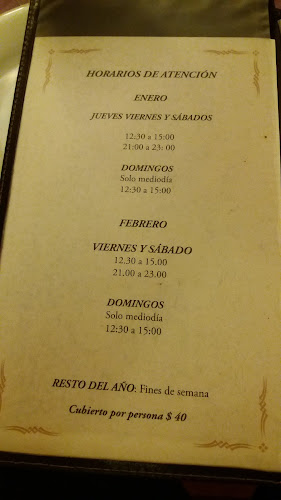 HORARIOS DE ATENCIÓN
ENERO
JUEVES VIERNES Y SÁBADOS
12:30 a 15:00
21:00 a 23: 00
DOMINGOS
Solo mediodía
12:30 a 15:00
FEBRERO
VIERNES Y SÁBADO
12.30 a 15.00
21.00 a 23.00
DOMINGOS
Solo mediodía
12:30 a 15:00
RESTO DEL AÑO: Fines de semana
Cubierto por persona $ 40